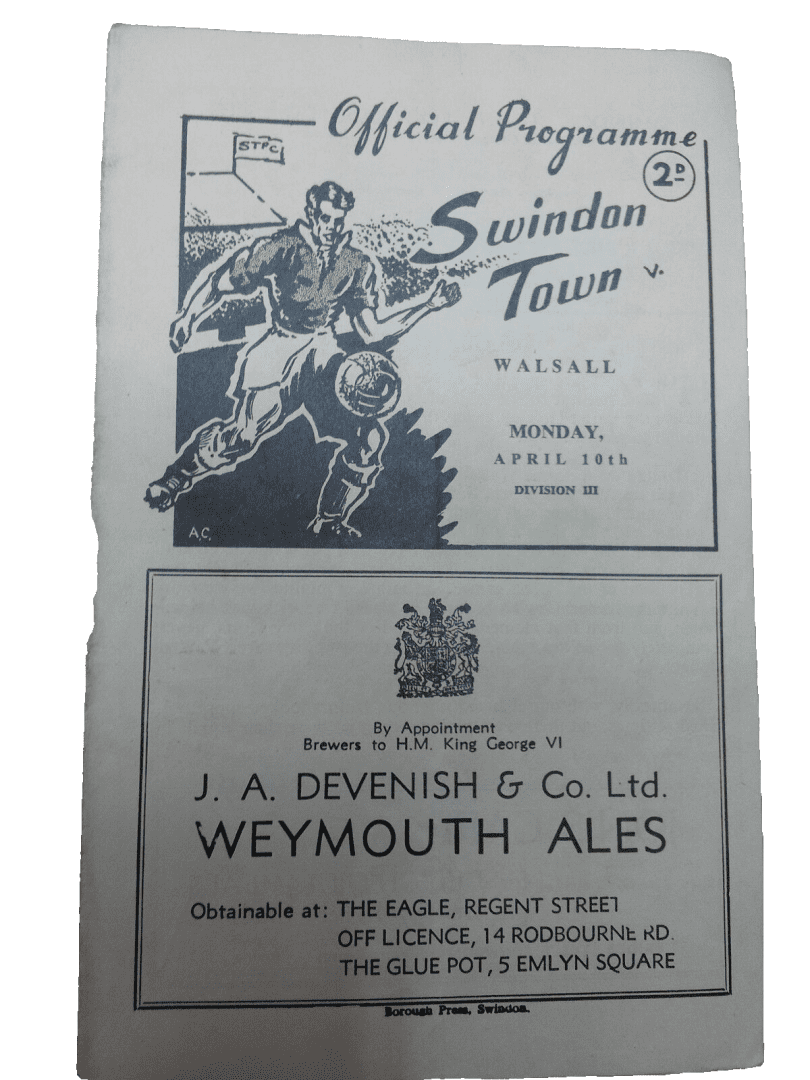 Official Programme
STFC
2D
Swindon
Town v.
WALSALL
MONDAY,
APRIL 10th
DIVISION III
A.C.
By Appointment
Brewers to H.M. King George VI
J. A. DEVENISH & Co. Ltd.
WEYMOUTH ALES
Obtainable at: THE EAGLE, REGENT STREET
OFF LICENCE, 14 RODBOURNE RD.
THE GLUE POT, 5 EMLYN SQUARE
Borough Press, Swindon.